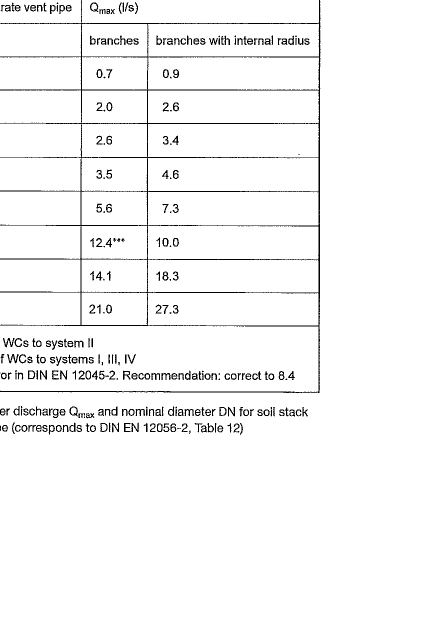 rate vent pipe Qmax (l/s)
branches branches with internal radius
0.7 0.9
2.0 2.6
2.6 3.4
3.5 4.6
5.6 7.3
12.4*** 10.0
14.1 18.3
21.0 27.3
WCs to system II
f WCs to systems I, III, IV
or in DIN EN 12045-2. Recommendation: correct to 8.4
er discharge Qmax and nominal diameter DN for soil stack
e (corresponds to DIN EN 12056-2, Table 12)